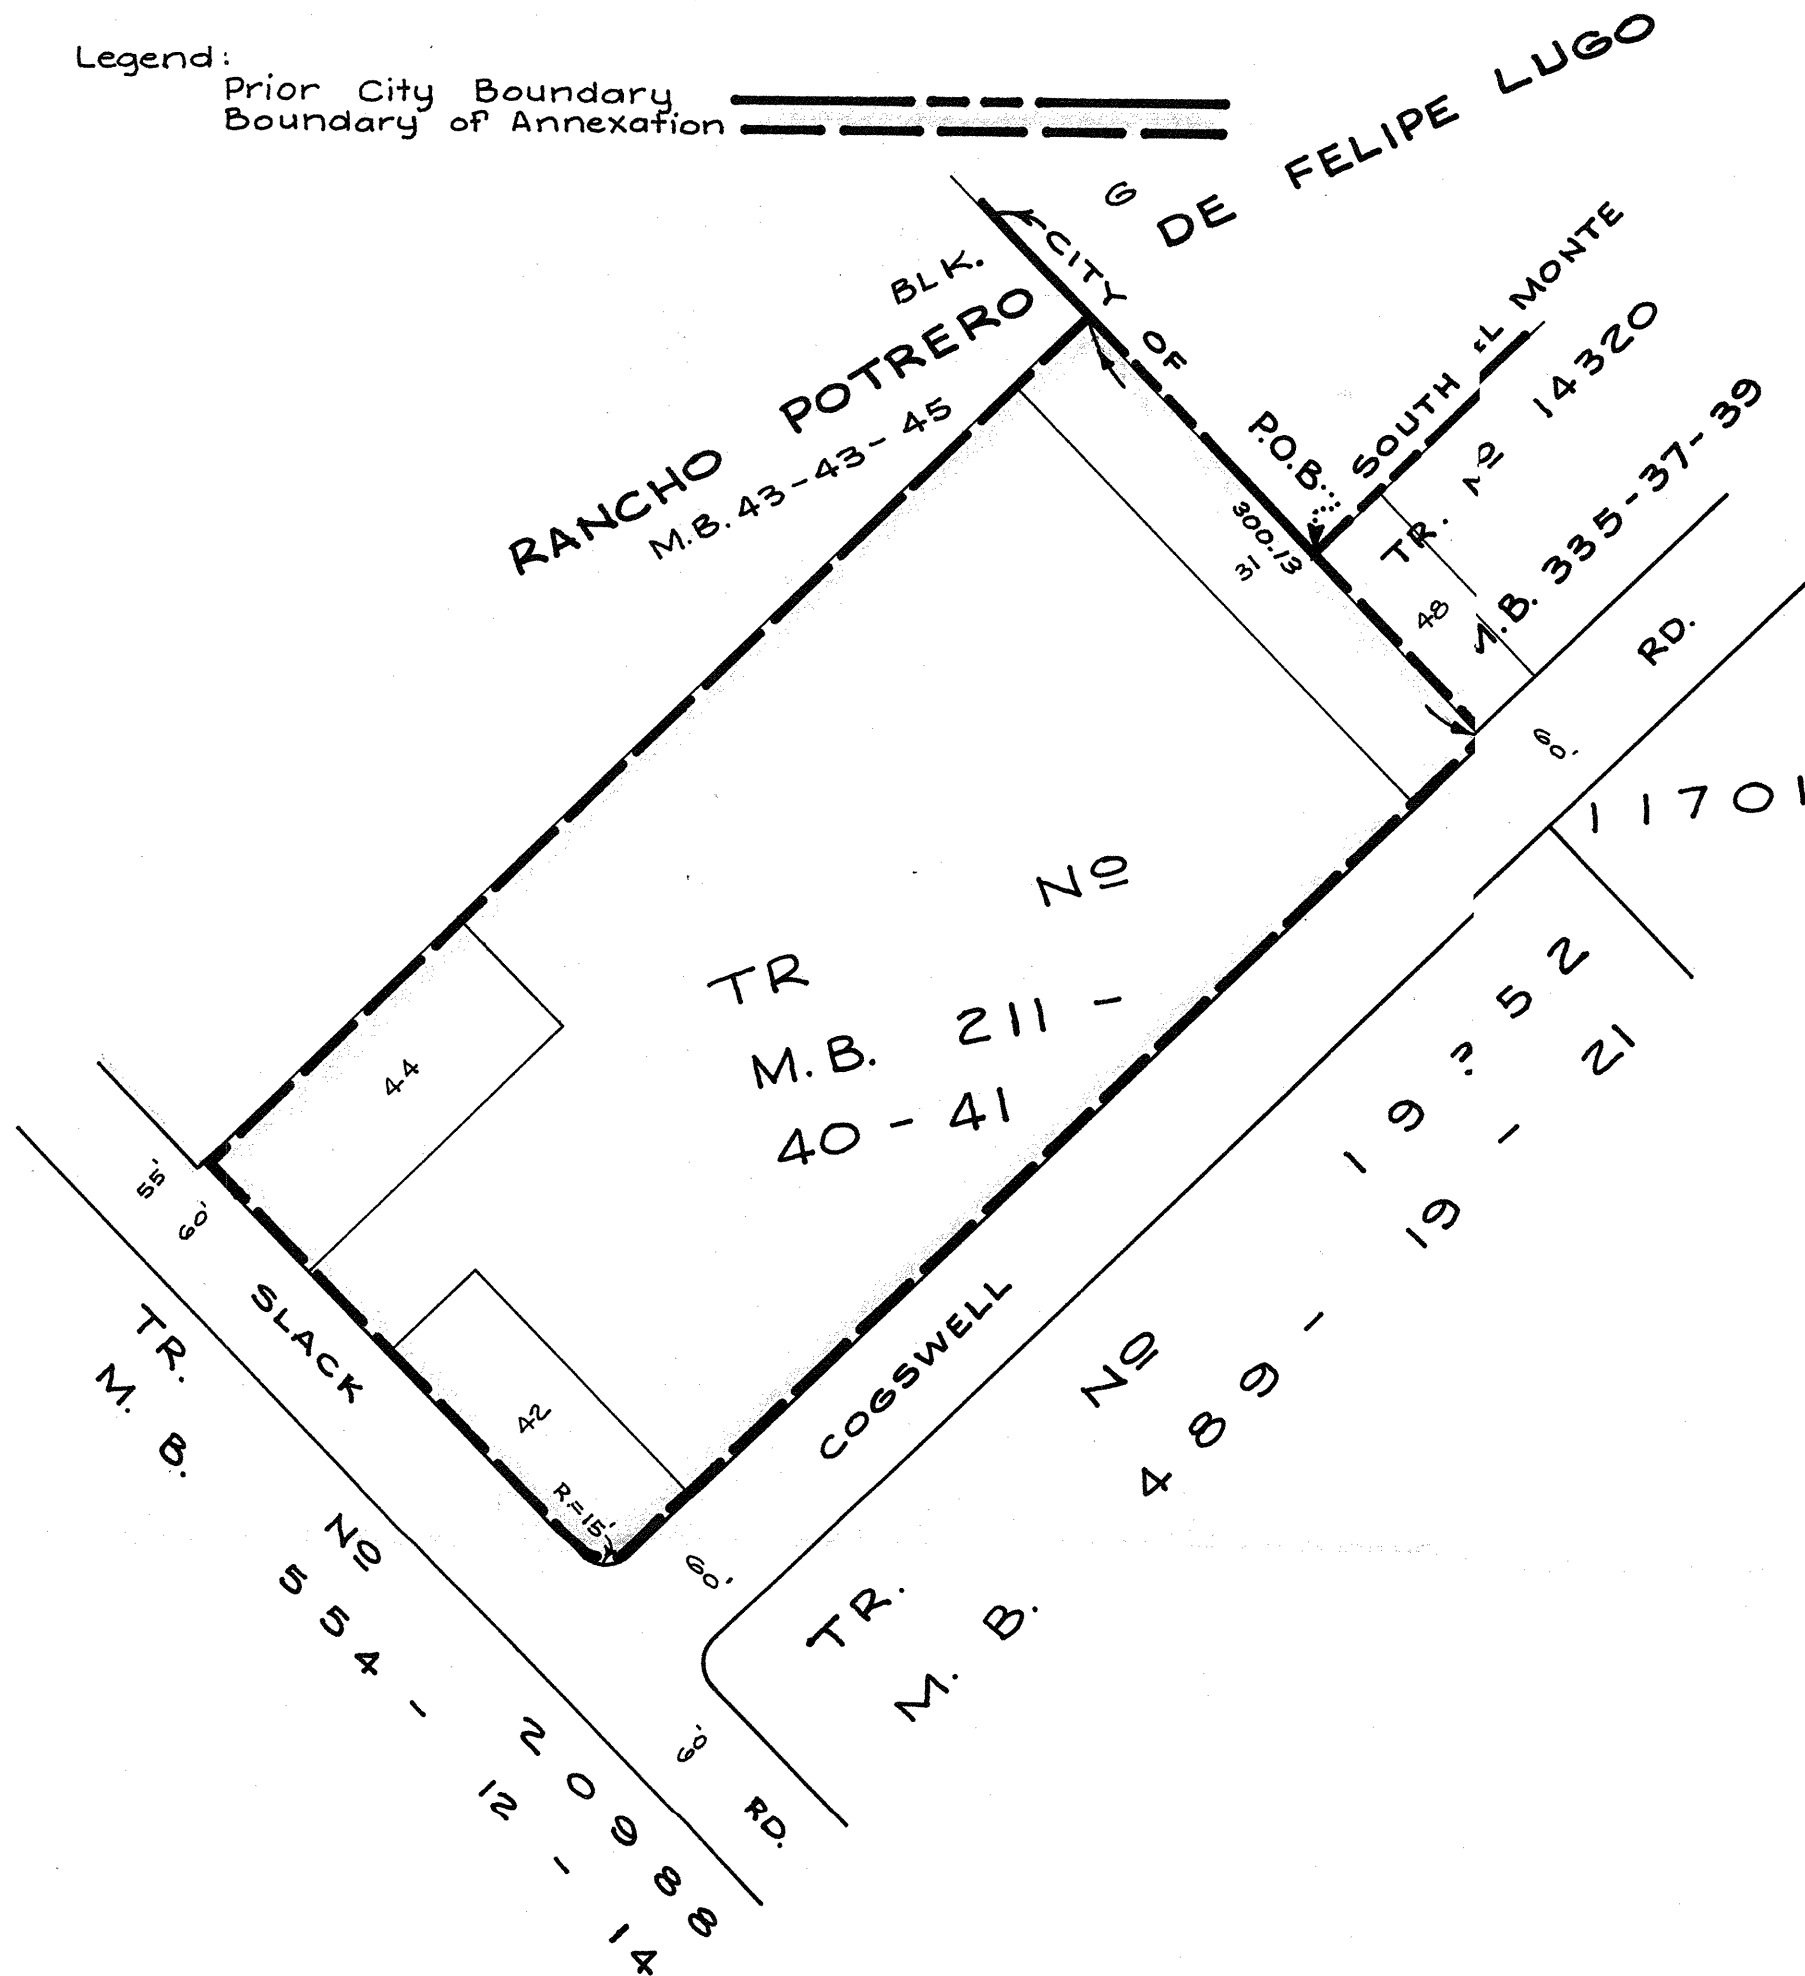 Legend:
Prior City Boundary
Boundary of Annexation
RANCHO POTRERO DE FELIPE LUGO
BLK. G
M.B. 43-43-45
CITY OF SOUTH EL MONTE
P.O.B.
300.13
31
TR. Nº 14320
M.B. 335-37-39
48
RD.
60'
TR Nº 11701
M.B. 211-
40-41
44
55'
60'
SLACK
42
R.=15'
COGSWELL
60'
60'
RD.
TR. Nº 20988
M.B. 554-12-14
TR. Nº
M.B. 489-19-21